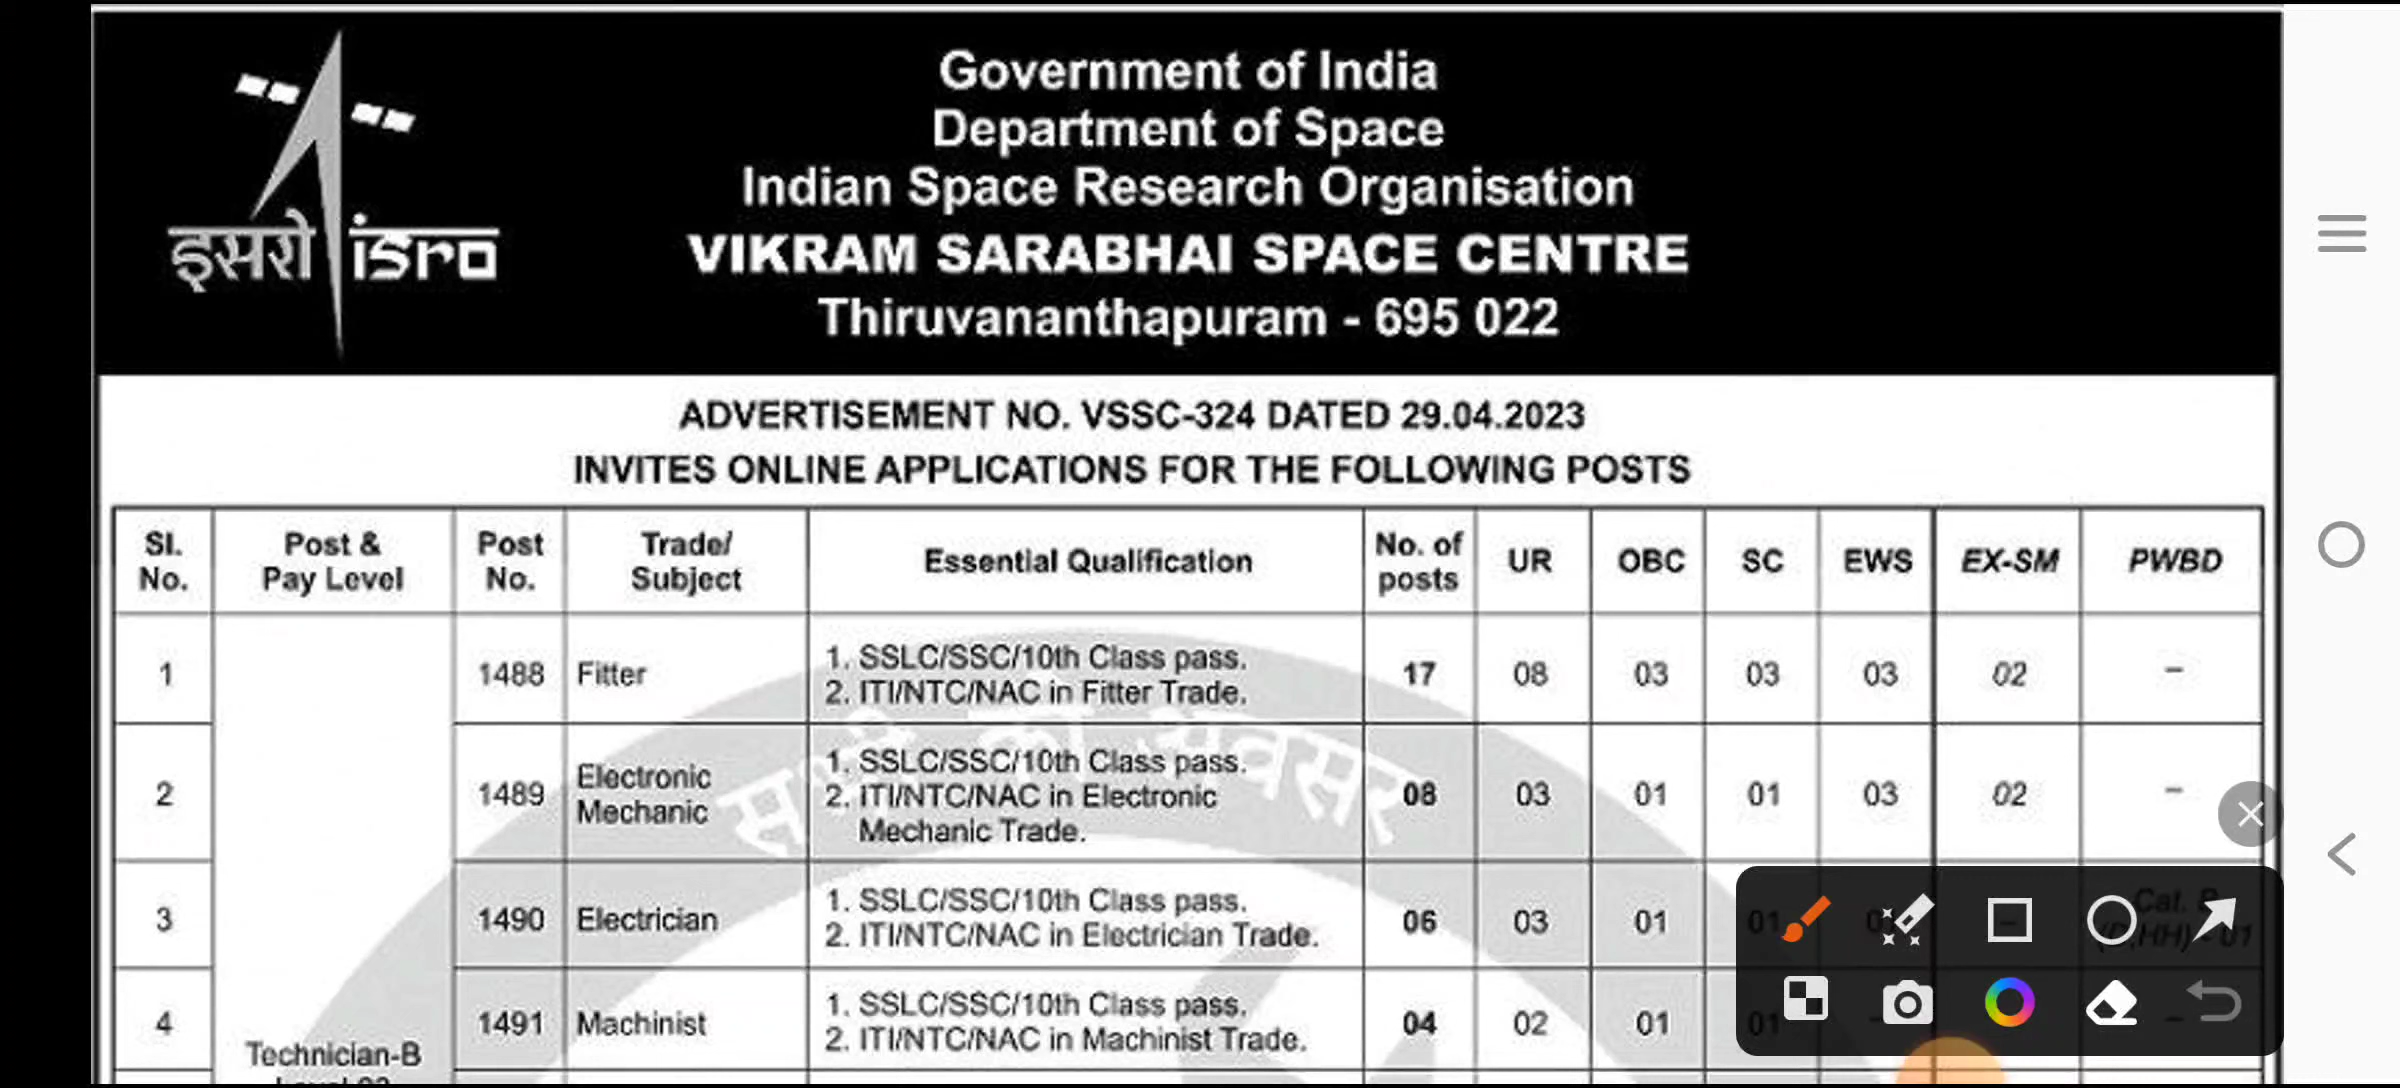 इसरो isro
Government of India
Department of Space
Indian Space Research Organisation
VIKRAM SARABHAI SPACE CENTRE
Thiruvananthapuram - 695 022
ADVERTISEMENT NO. VSSC-324 DATED 29.04.2023
INVITES ONLINE APPLICATIONS FOR THE FOLLOWING POSTS
Sl. No. Post & Pay Level Post No. Trade/ Subject Essential Qualification No. of posts UR OBC SC EWS EX-SM PWBD
1 1488 Fitter 1. SSLC/SSC/10th Class pass. 17 08 03 03 03 02 –
2. ITI/NTC/NAC in Fitter Trade.
2 1489 Electronic Mechanic 1. SSLC/SSC/10th Class pass. 08 03 01 01 03 02 –
2. ITI/NTC/NAC in Electronic
Mechanic Trade.
3 1490 Electrician 1. SSLC/SSC/10th Class pass. 06 03 01 01
2. ITI/NTC/NAC in Electrician Trade.
4 1491 Machinist 1. SSLC/SSC/10th Class pass. 04 02 01 01
2. ITI/NTC/NAC in Machinist Trade.
Technician-B
का अवसर